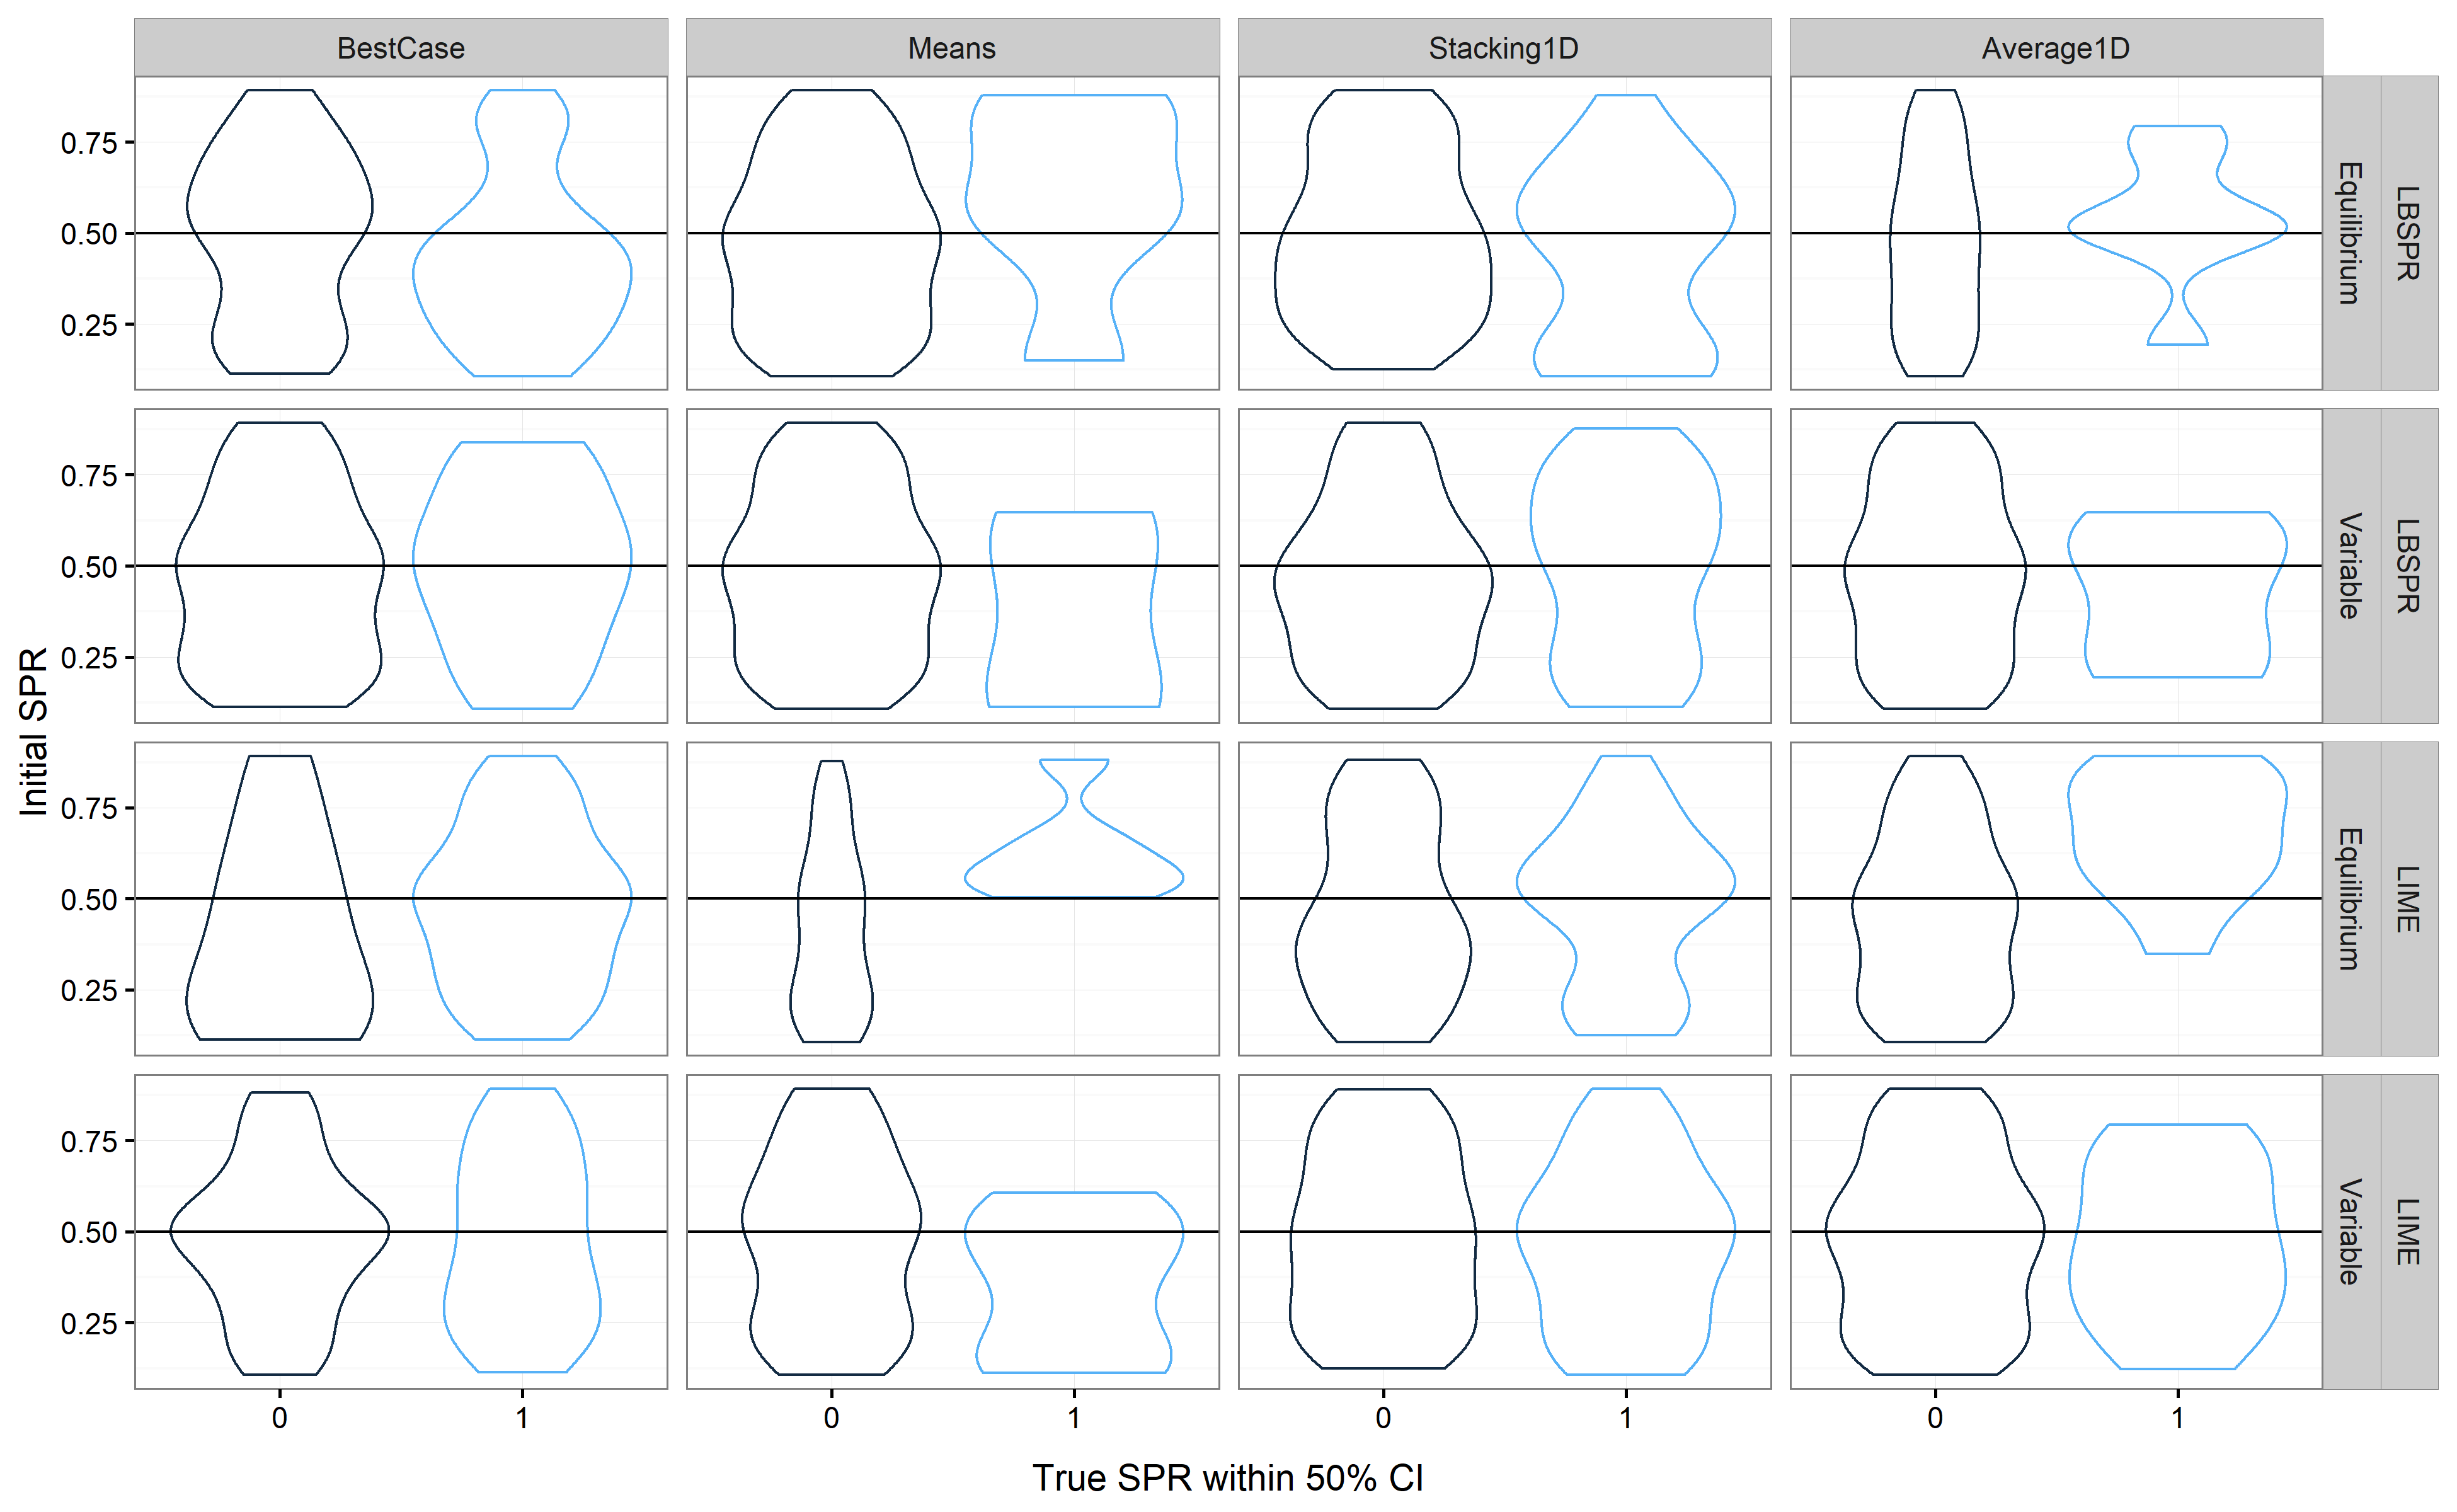 BestCase
Means
Stacking1D
Average1D
Initial SPR
0.75
0.50
0.25
Equilibrium
LBSPR
0.75
0.50
0.25
Variable
LBSPR
0.75
0.50
0.25
Equilibrium
LIME
0.75
0.50
0.25
Variable
LIME
0
1
0
1
0
1
0
1
True SPR within 50% CI